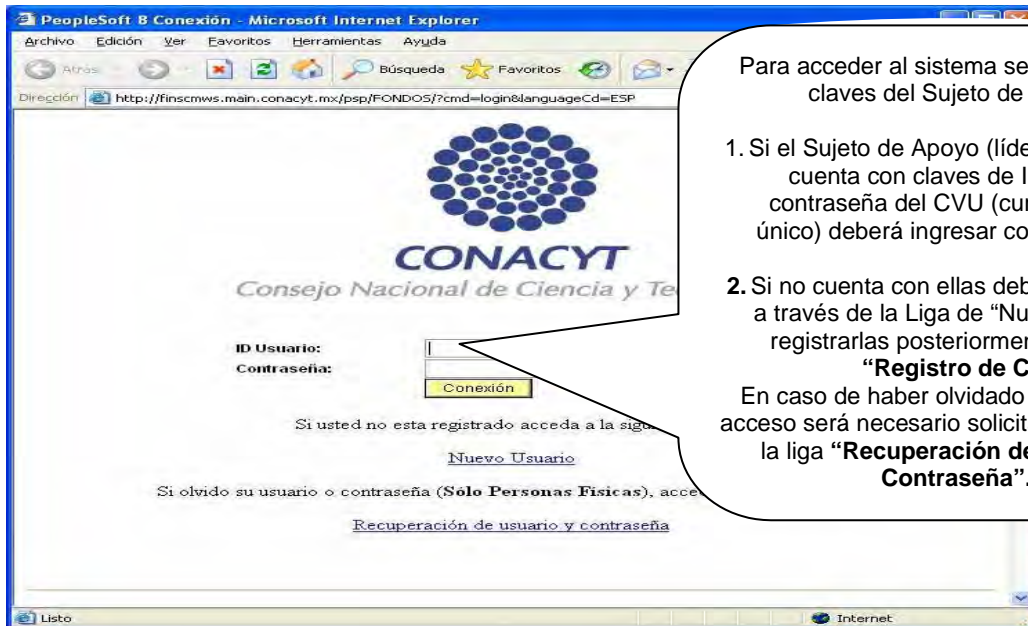 PeopleSoft 8 Conexión - Microsoft Internet Explorer
Archivo Edición Ver Favoritos Herramientas Ayuda
Atrás Búsqueda Favoritos
Dirección http://finscmws.main.conacyt.mx/psp/FONDOS/?cmd=login&languageCd=ESP
CONACYT
Consejo Nacional de Ciencia y Te
ID Usuario:
Contraseña:
Conexión
Si usted no esta registrado acceda a la sigu
Nuevo Usuario
Si olvido su usuario o contraseña (Sólo Personas Fisicas), acce
Recuperación de usuario y contraseña
Listo Internet
Para acceder al sistema se
claves del Sujeto de
1. Si el Sujeto de Apoyo (líde
cuenta con claves de
contraseña del CVU (cur
único) deberá ingresar co
2. Si no cuenta con ellas deb
a través de la Liga de “Nu
registrarlas posteriormer
“Registro de C
En caso de haber olvidado
acceso será necesario solicit
la liga “Recuperación de
Contraseña”.